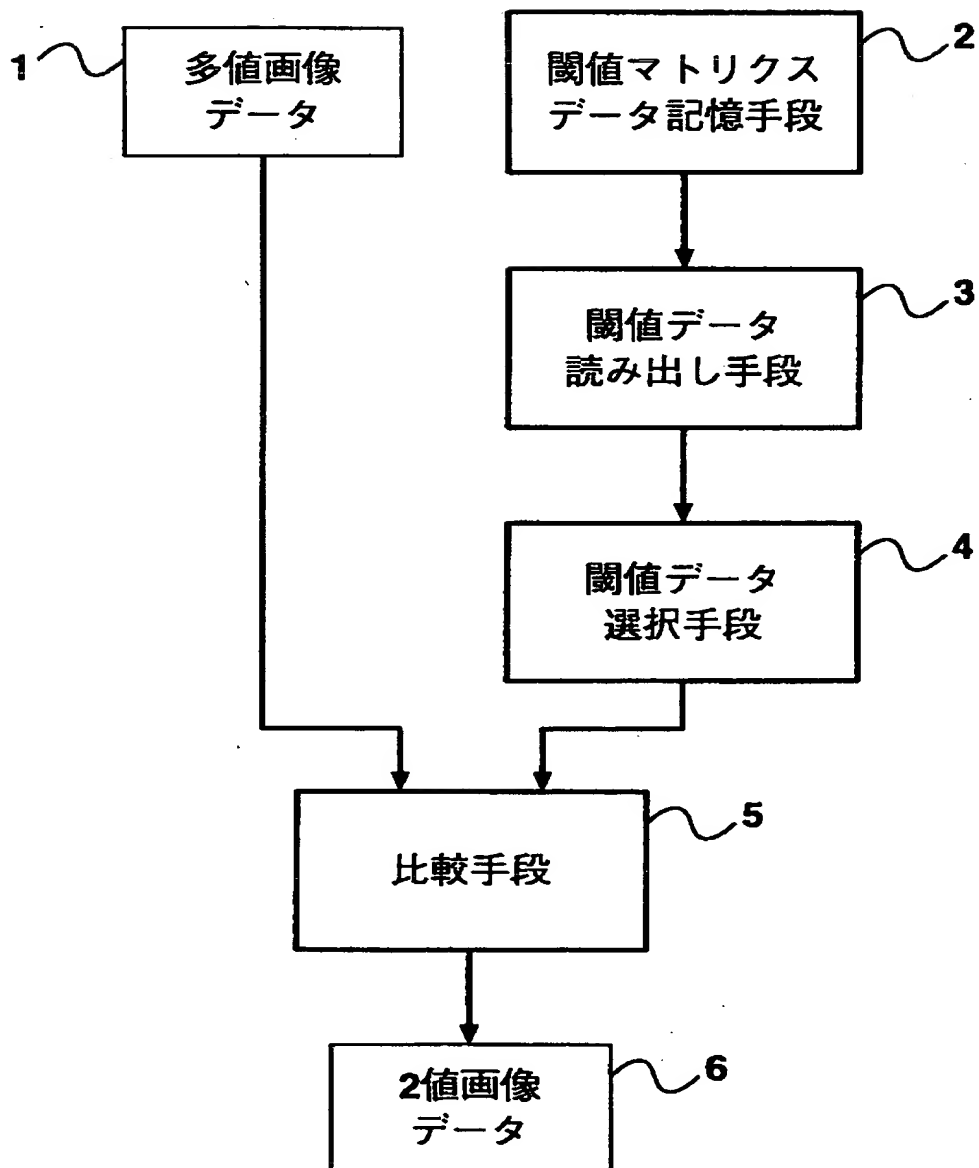 1
多値画像
データ
2
閾値マトリクス
データ記憶手段
3
閾値データ
読み出し手段
4
閾値データ
選択手段
5
比較手段
6
2値画像
データ